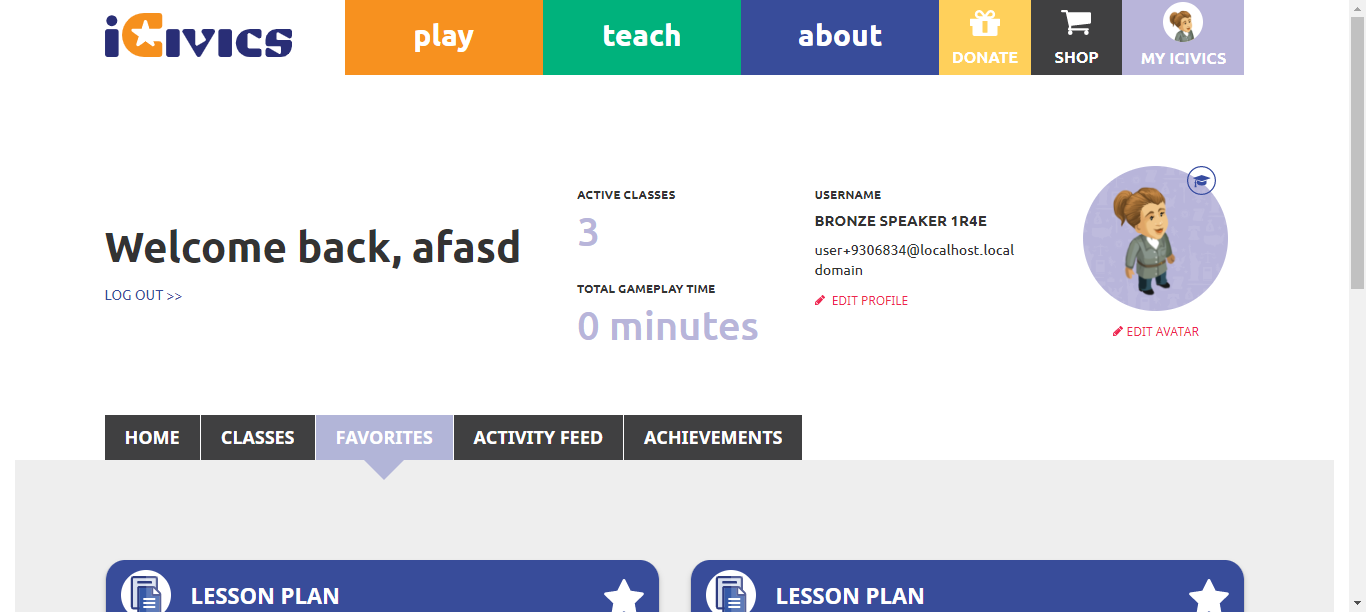 iCIVICS
play
teach
about
DONATE
SHOP
MY ICIVICS
Welcome back, afasd
LOG OUT >>
ACTIVE CLASSES
3
TOTAL GAMEPLAY TIME
0 minutes
USERNAME
BRONZE SPEAKER 1R4E
user+9306834@localhost.local
domain
EDIT PROFILE
EDIT AVATAR
HOME
CLASSES
FAVORITES
ACTIVITY FEED
ACHIEVEMENTS
LESSON PLAN
LESSON PLAN